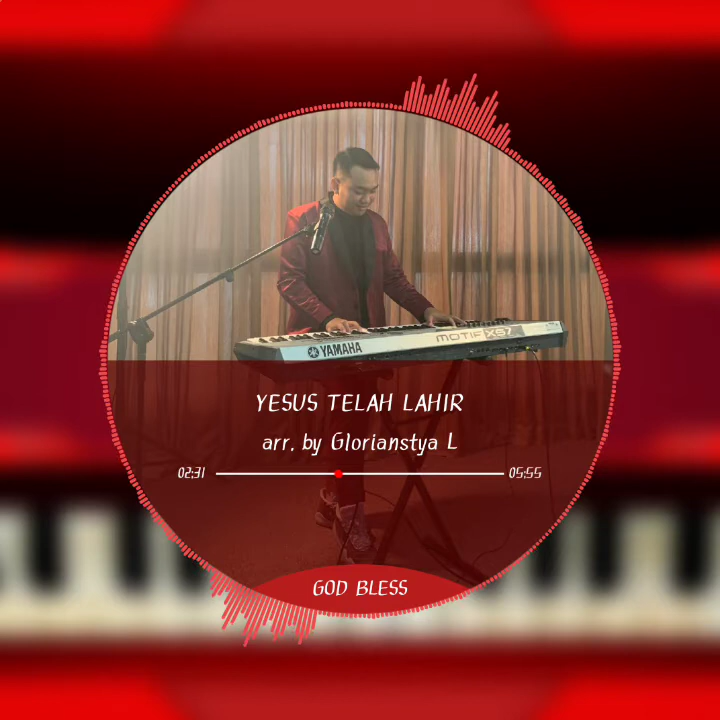 YAMAHA MOTIF XS7
YESUS TELAH LAHIR
arr. by Glorianstya L
02:31 05:55
GOD BLESS